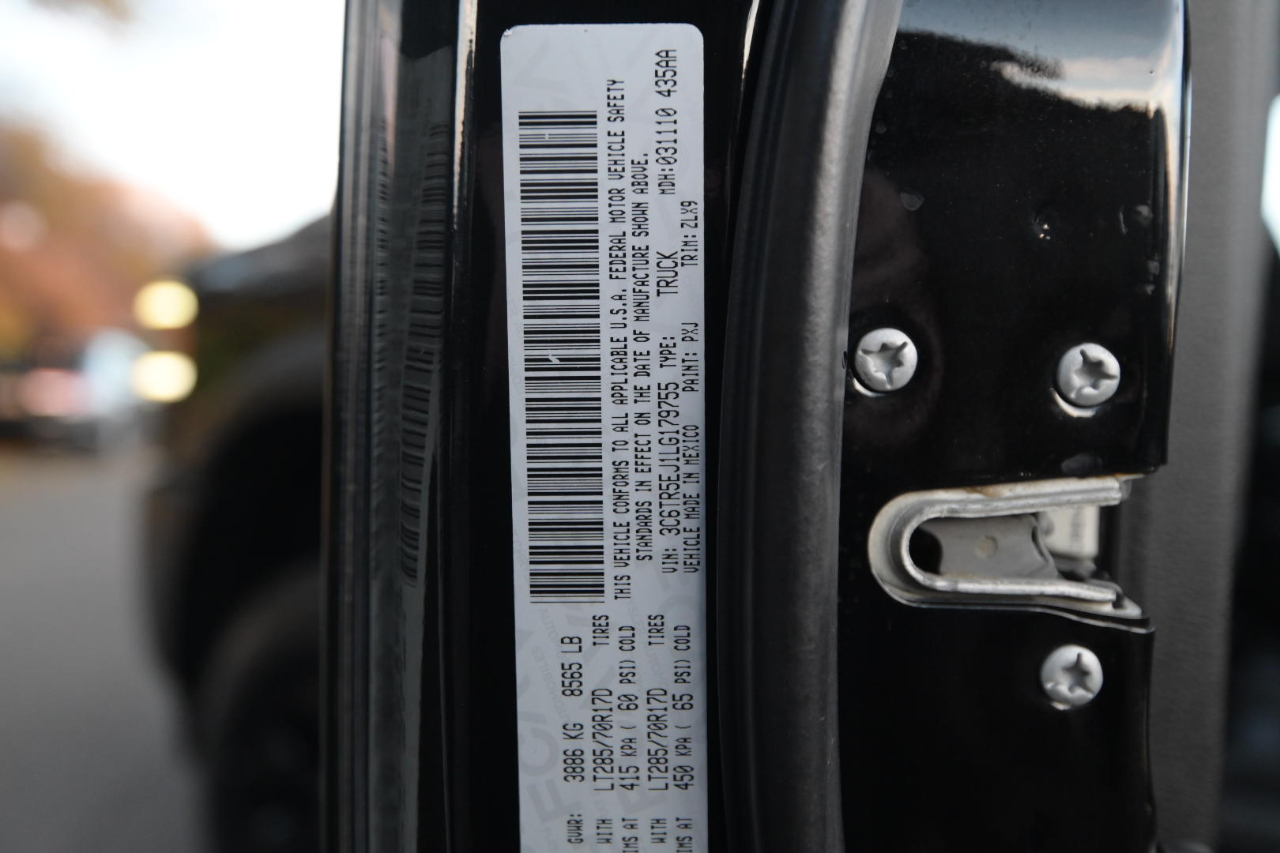 GVWR: 3886 KG 8565 LB
WITH LT285/70R17D TIRES
IMS AT 415 KPA ( 60 PSI) COLD
WITH LT285/70R17D TIRES
IMS AT 450 KPA ( 65 PSI) COLD
THIS VEHICLE CONFORMS TO ALL APPLICABLE U.S.A. FEDERAL MOTOR VEHICLE SAFETY
STANDARDS IN EFFECT ON THE DATE OF MANUFACTURE SHOWN ABOVE.
VIN: 3C6TR5EJ1LG179755 TYPE: TRUCK MDH:031110 435AA
VEHICLE MADE IN MEXICO PAINT: PXJ TRIM: ZLX9